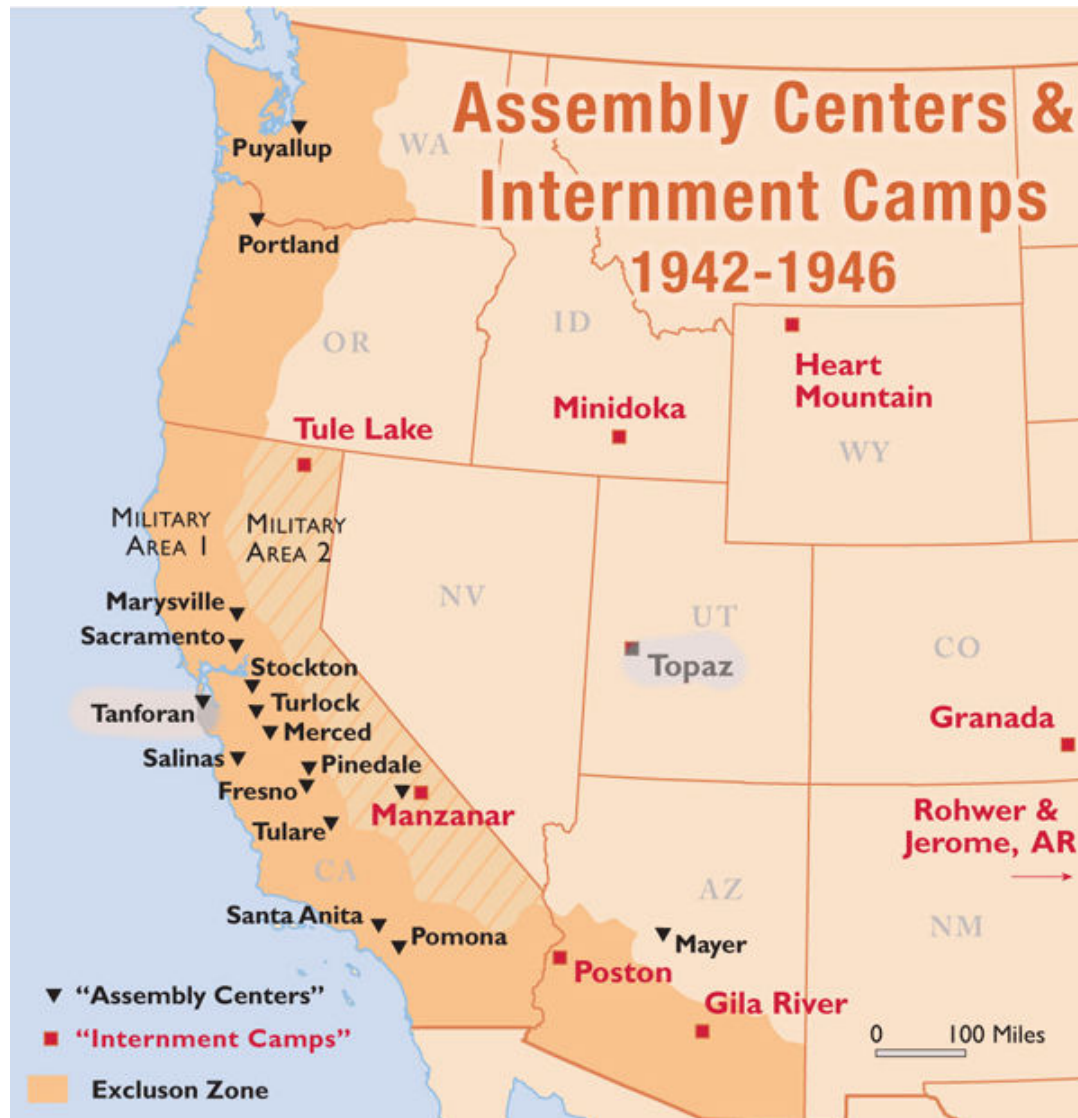 Assembly Centers &
Internment Camps
1942-1946
WA
Puyallup
Portland
OR
ID
Heart
Mountain
Minidoka
Tule Lake
WY
MILITARY
AREA 1
MILITARY
AREA 2
NV
UT
Marysville
Sacramento
Stockton
Topaz
CO
Tanforan
Turlock
Granada
Merced
Salinas
Pinedale
Fresno
Manzanar
Rohwer &
Jerome, AR
Tulare
CA
AZ
Santa Anita
NM
Pomona
Mayer
Poston
"Assembly Centers"
Gila River
"Internment Camps"
0 100 Miles
Excluson Zone